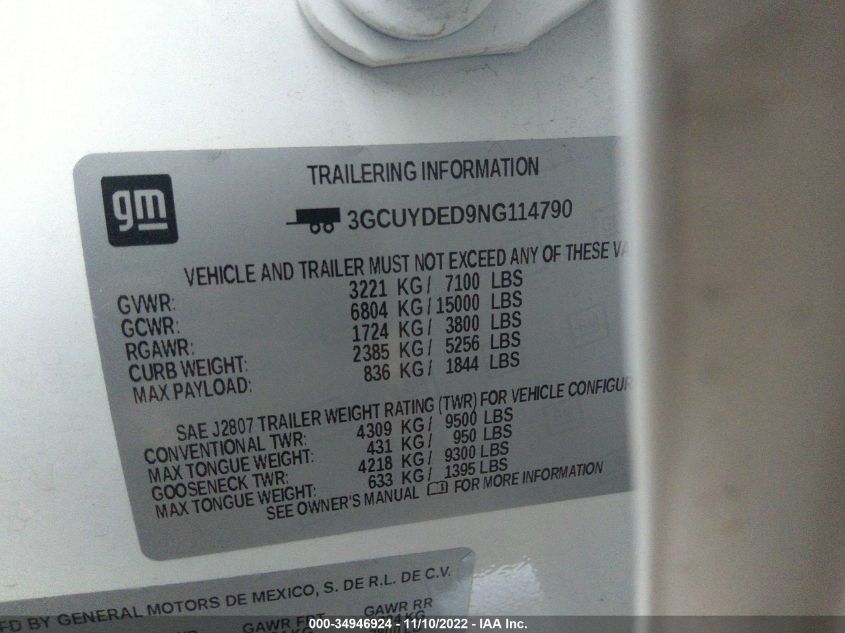 TRAILERING INFORMATION
gm
3GCUYDED9NG114790
VEHICLE AND TRAILER MUST NOT EXCEED ANY OF THESE
GVWR: 3221 KG / 7100 LBS
GCWR: 6804 KG / 15000 LBS
RGAWR: 1724 KG / 3800 LBS
CURB WEIGHT: 2385 KG / 5256 LBS
MAX PAYLOAD: 836 KG / 1844 LBS
SAE J2807 TRAILER WEIGHT RATING (TWR) FOR VEHICLE CONFIGUR
CONVENTIONAL TWR: 4309 KG / 9500 LBS
MAX TONGUE WEIGHT: 431 KG / 950 LBS
GOOSENECK TWR: 4218 KG / 9300 LBS
MAX TONGUE WEIGHT: 633 KG / 1395 LBS
SEE OWNER'S MANUAL FOR MORE INFORMATION
FD BY GENERAL MOTORS DE MEXICO, S. DE R.L. DE C.V.
GAWR FRT GAWR RR
000-34946924 - 11/10/2022 - IAA Inc.